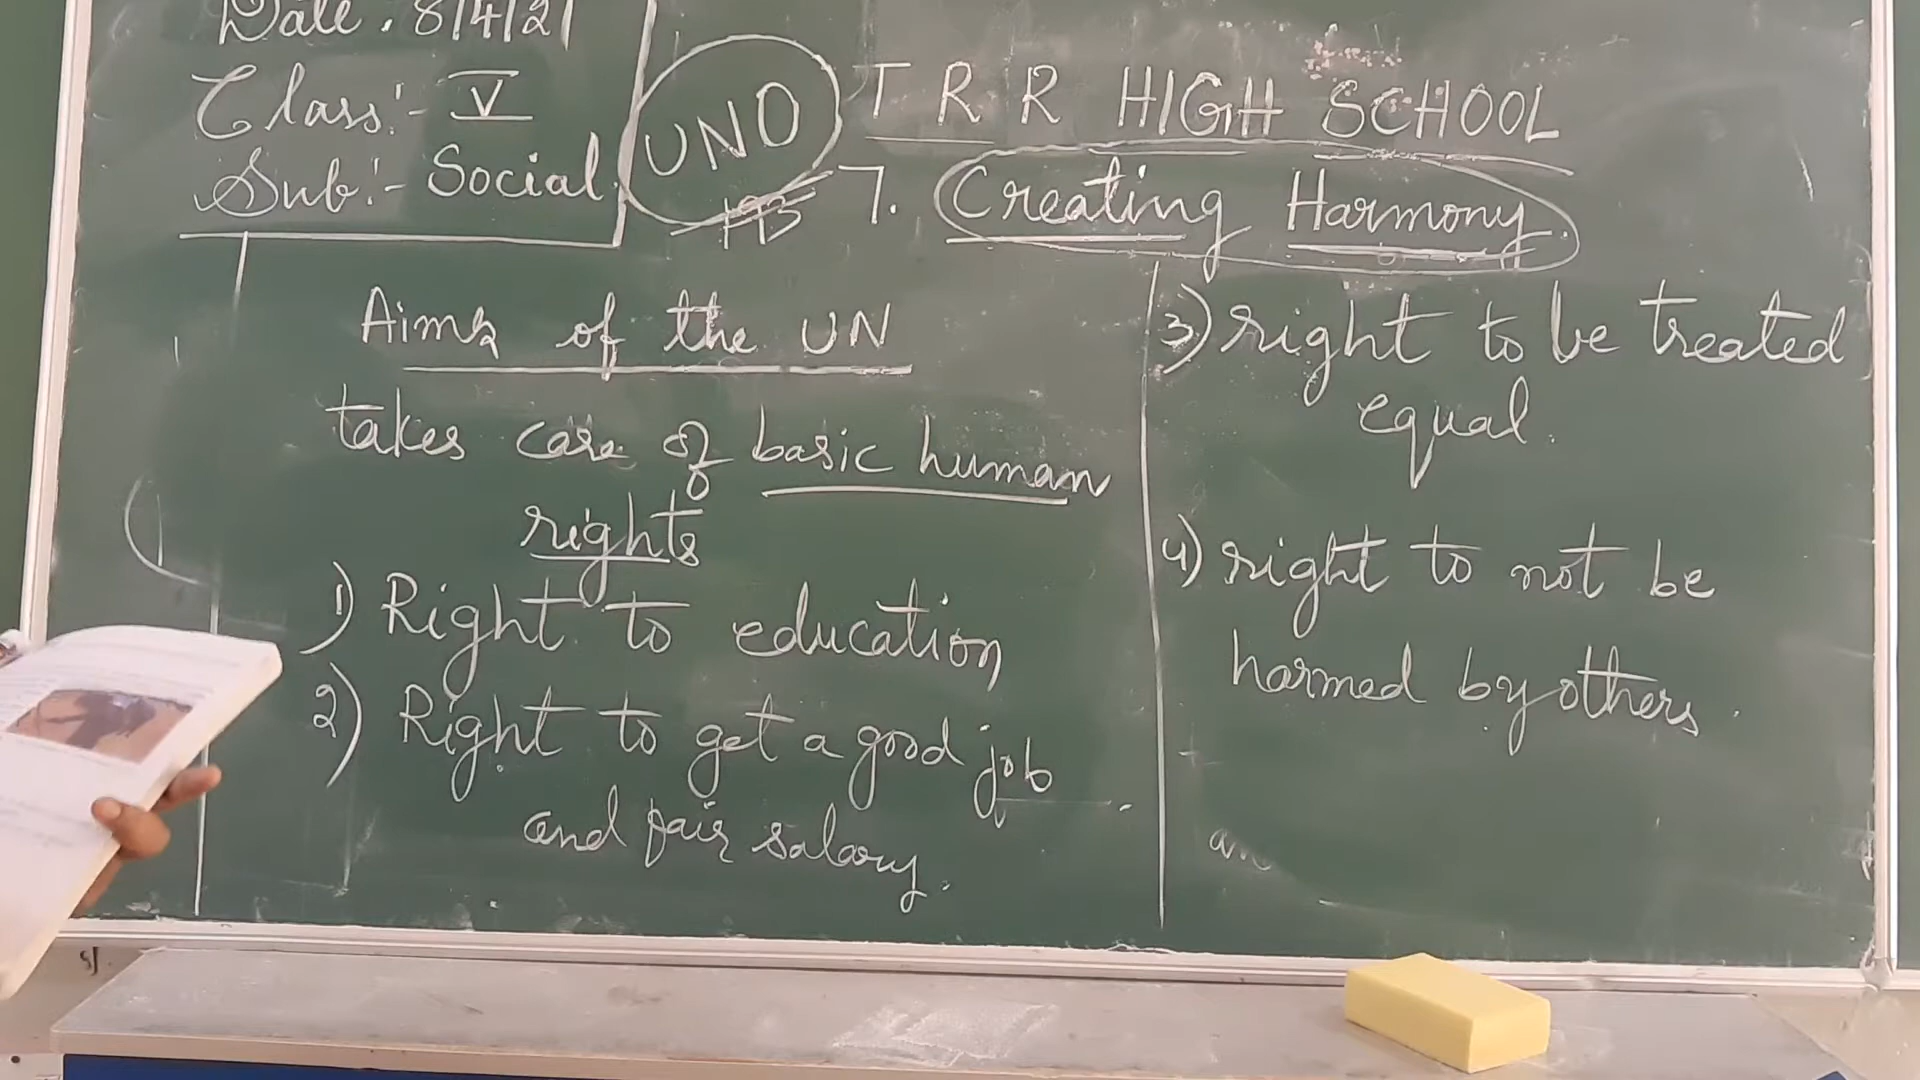 Date. 8/4/21
Class:- V
Sub:- Social
UNO
193
T R R HIGH SCHOOL
7. Creating Harmony.
Aims of the UN
takes care of basic human
rights
1) Right to education
2) Right to get a good job
and fair salary.
3) right to be treated
equal.
4) right to not be
harmed by others.